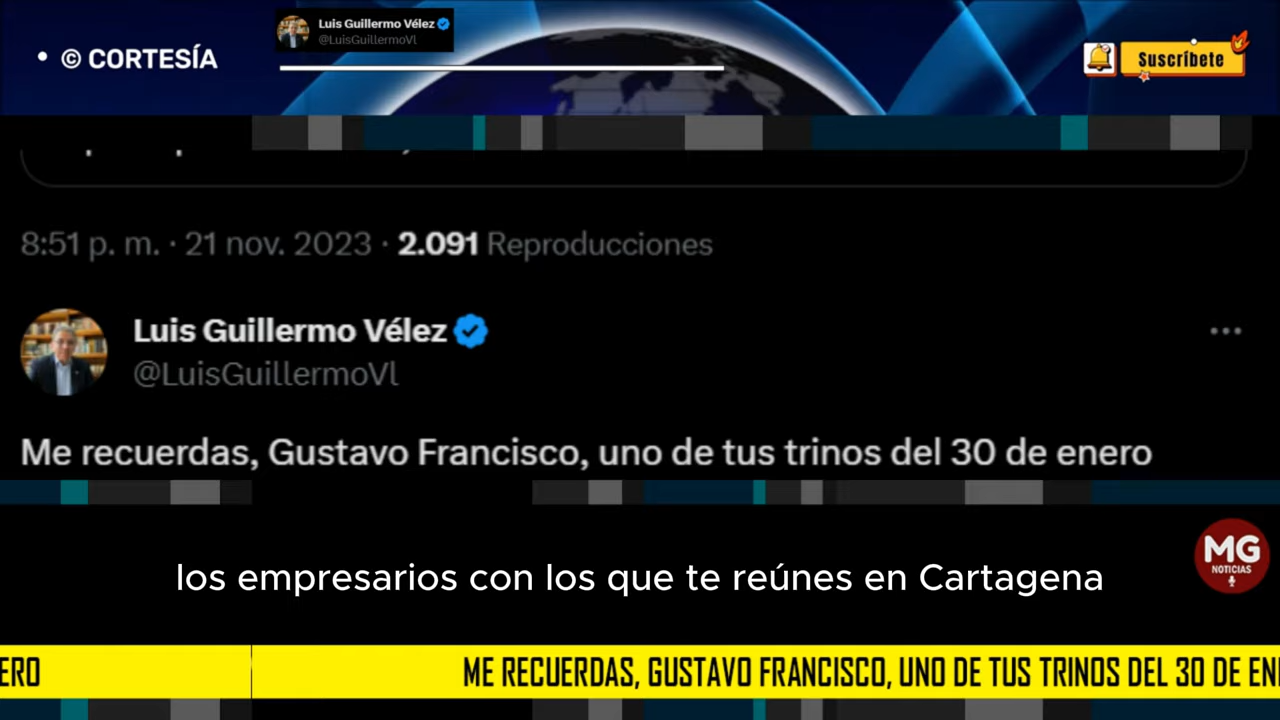 • © CORTESÍA
Luis Guillermo Vélez
@LuisGuillermoVl
Suscríbete
8:51 p. m. · 21 nov. 2023 · 2.091 Reproducciones
Luis Guillermo Vélez
@LuisGuillermoVl
Me recuerdas, Gustavo Francisco, uno de tus trinos del 30 de enero
los empresarios con los que te reúnes en Cartagena
MG
NOTICIAS
ERO
ME RECUERDAS, GUSTAVO FRANCISCO, UNO DE TUS TRINOS DEL 30 DE ENE